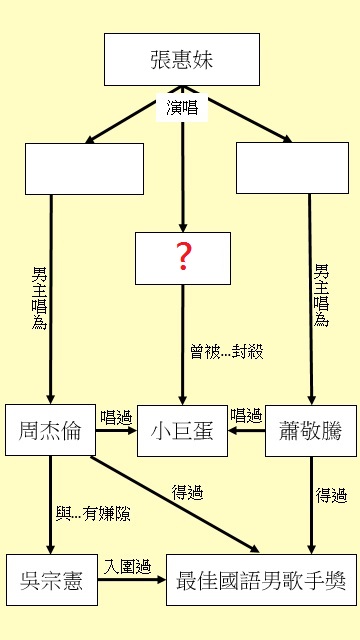 張惠妹
演唱
?
男主唱為
男主唱為
曾被...封殺
周杰倫
唱過
小巨蛋
唱過
蕭敬騰
與...有嫌隙
得過
得過
吳宗憲
入圍過
最佳國語男歌手獎